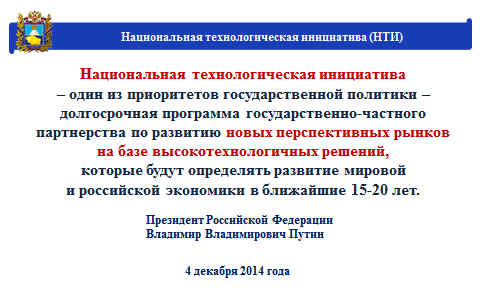 Национальная технологическая инициатива (НТИ)
Национальная технологическая инициатива
– один из приоритетов государственной политики –
долгосрочная программа государственно-частного
партнерства по развитию новых перспективных рынков
на базе высокотехнологичных решений,
которые будут определять развитие мировой
и российской экономики в ближайшие 15-20 лет.
Президент Российской Федерации
Владимир Владимирович Путин
4 декабря 2014 года